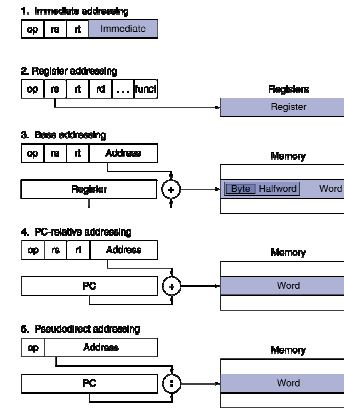 1. Immediate addressing
op rs rt Immediate
2. Register addressing
op rs rt rd ... funct
Registers
Register
3. Base addressing
op rs rt Address
Memory
Register + Byte Halfword Word
4. PC-relative addressing
op rs rt Address
Memory
PC + Word
5. Pseudodirect addressing
op Address
Memory
PC : Word